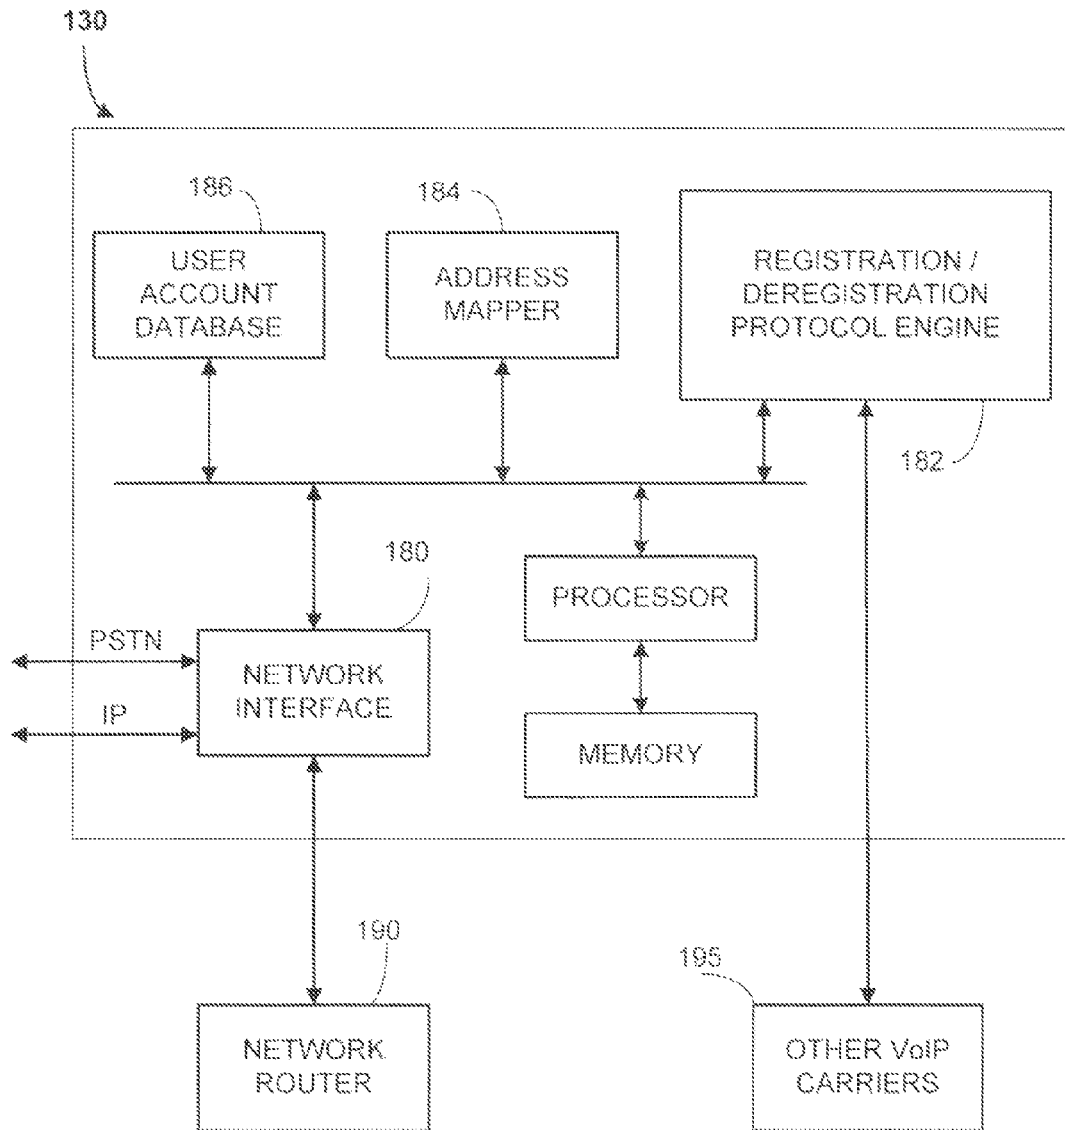 130
186
184
USER
ACCOUNT
DATABASE
ADDRESS
MAPPER
REGISTRATION /
DEREGISTRATION
PROTOCOL ENGINE
182
180
PROCESSOR
PSTN
NETWORK
INTERFACE
IP
MEMORY
190
195
NETWORK
ROUTER
OTHER VoIP
CARRIERS